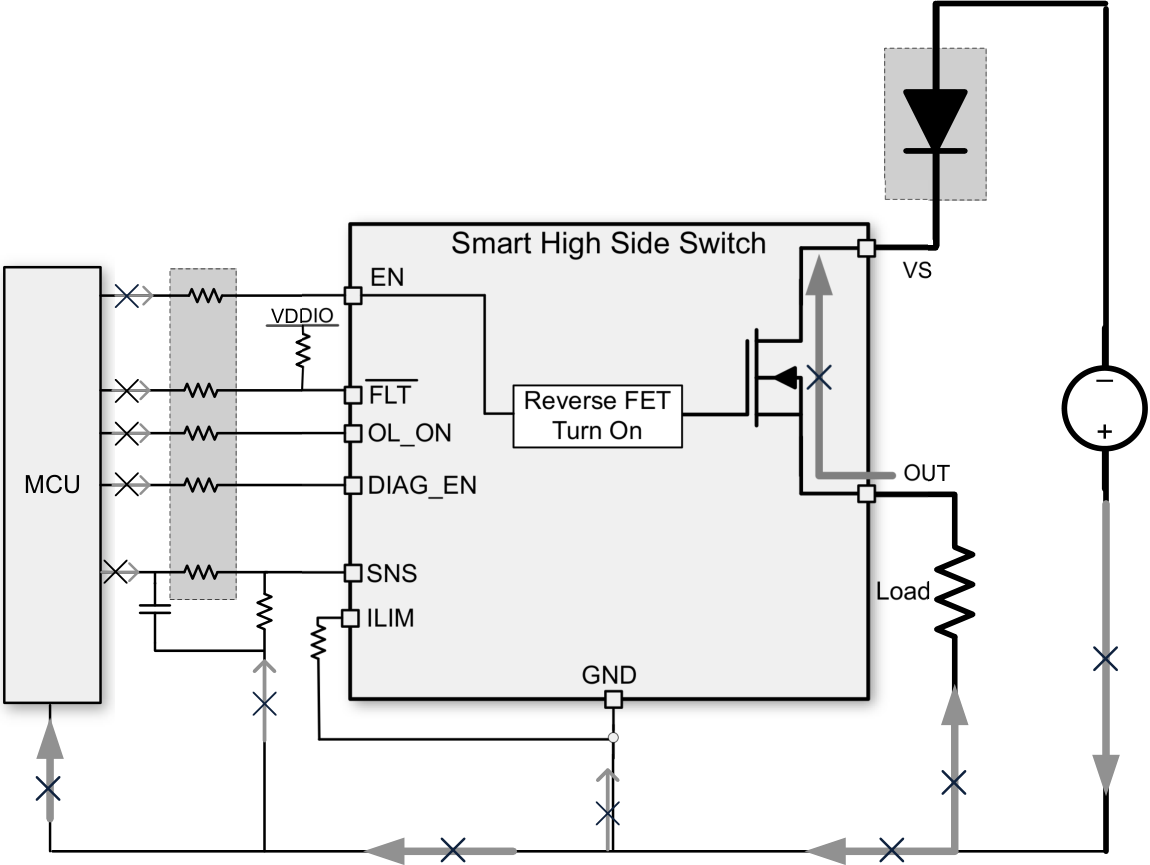 Smart High Side Switch
VS
EN
VDDIO
FLT
OL_ON
DIAG_EN
SNS
ILIM
MCU
Reverse FET
Turn On
OUT
Load
GND
−
+